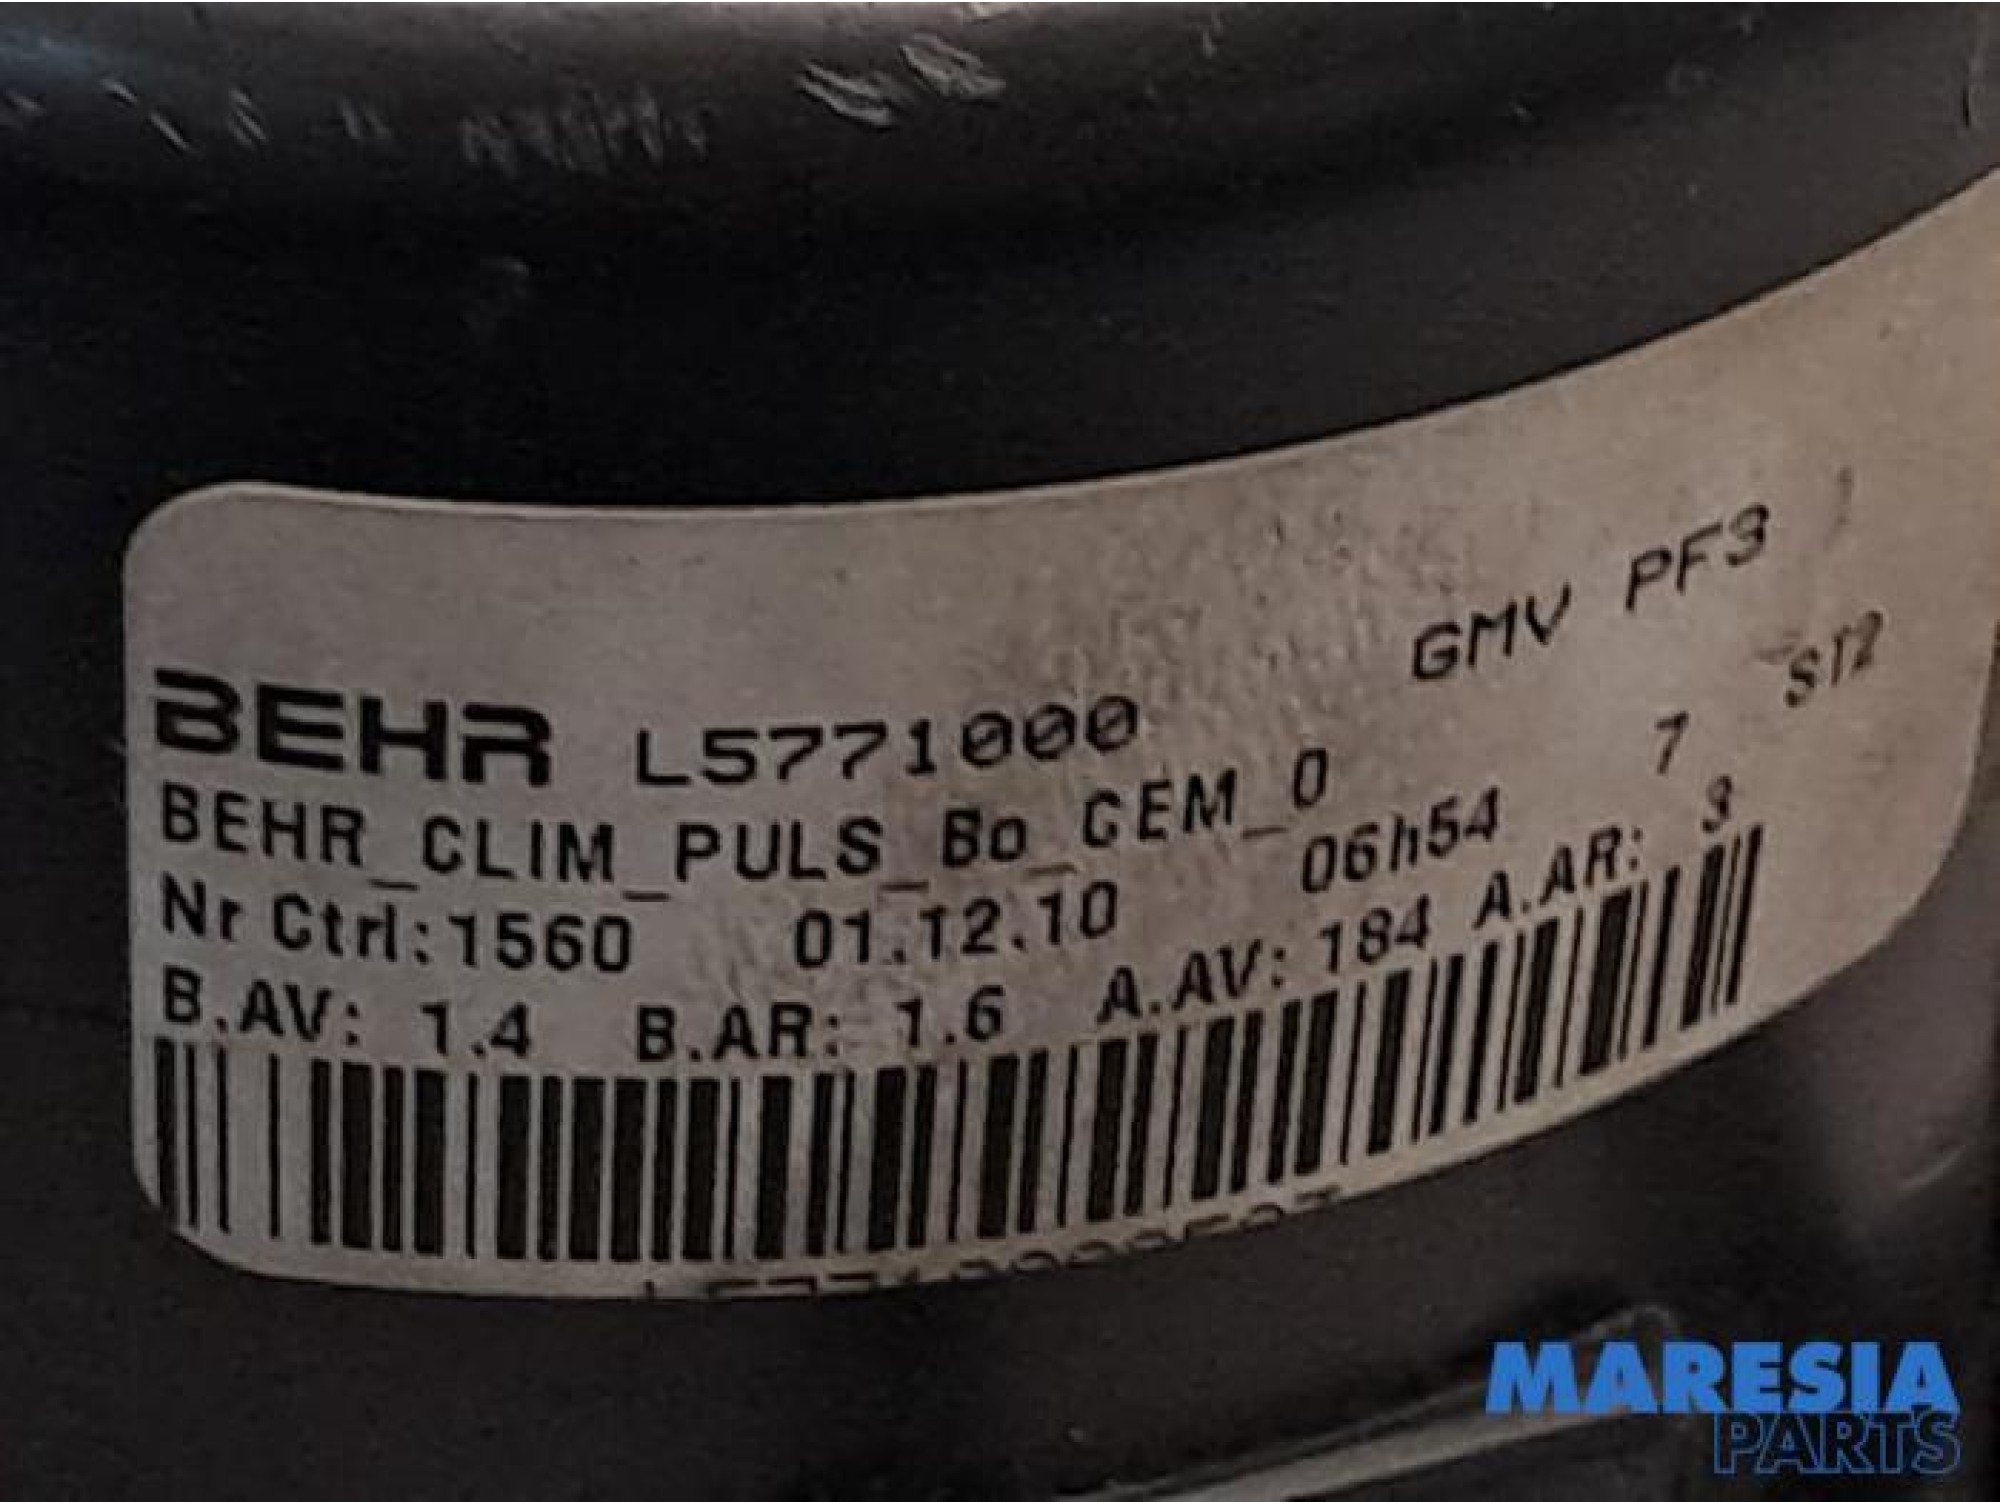 GMV PF3
BEHR L5771000 7 ST2
BEHR_CLIM_PULS_Bo_CEM_0
Nr Ctrl:1560 01.12.10 06h54
B.AV: 1.4 B.AR: 1.6 A.AV: 184 A.AR: 3
MARESIA
PARTS